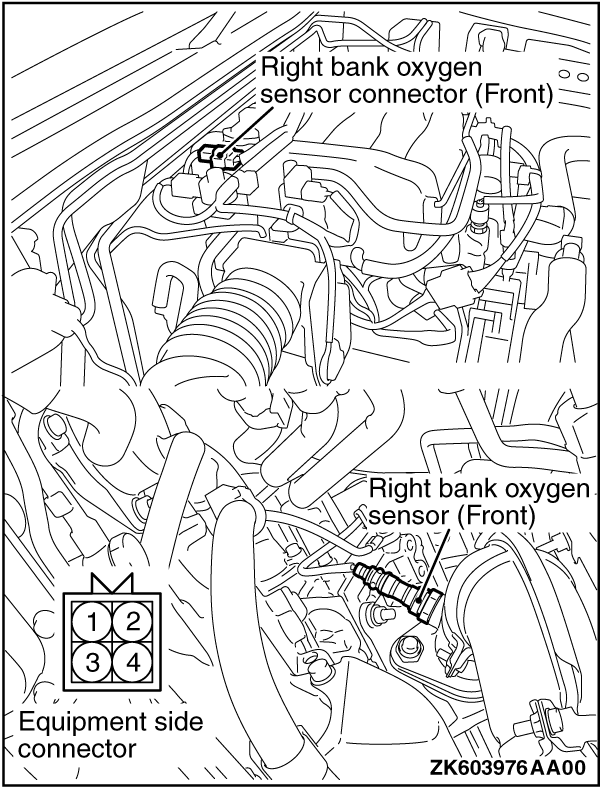 Right bank oxygen
sensor connector (Front)
Right bank oxygen
sensor (Front)
1 2
3 4
Equipment side
connector
ZK603976AA00